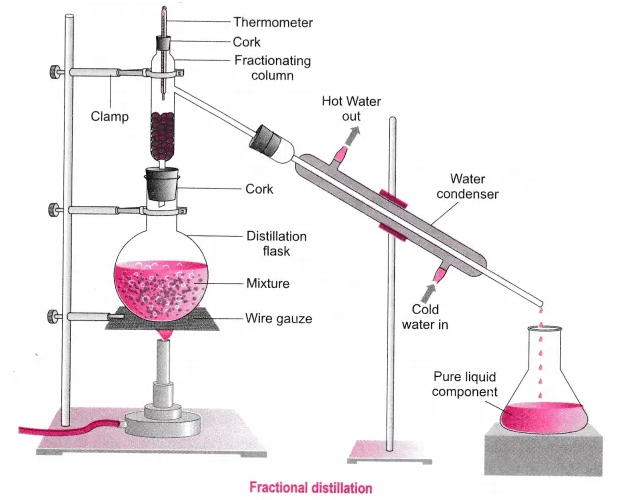 Thermometer
Cork
Fractionating
column
Clamp
Hot Water
out
Water
condenser
Cork
Distillation
flask
Mixture
Wire gauze
Cold
water in
Pure liquid
component
Fractional distillation